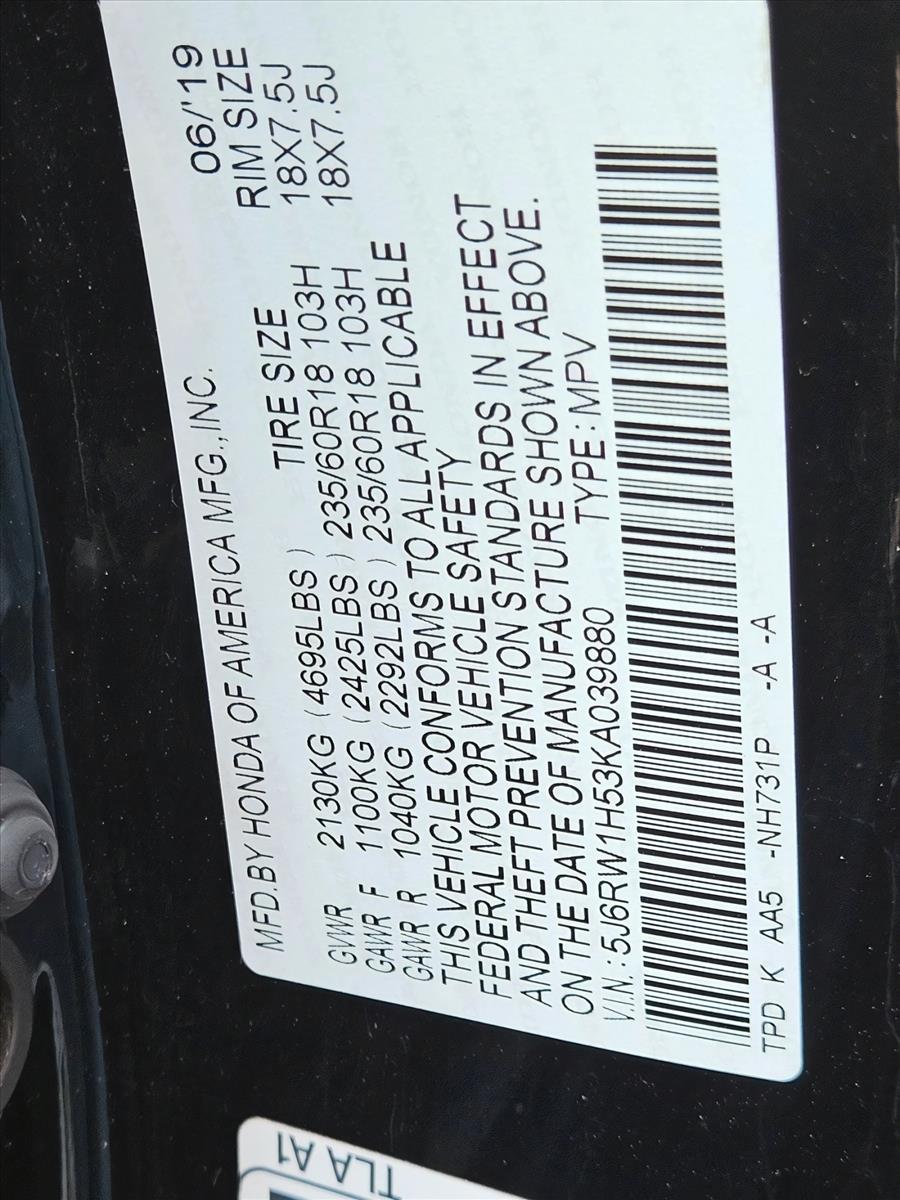 MFD.BY HONDA OF AMERICA MFG.,INC. 06/'19
TIRE SIZE RIM SIZE
GVWR 2130KG (4695LBS)
GAWR F 1100KG (2425LBS) 235/60R18 103H 18X7.5J
GAWR R 1040KG (2292LBS) 235/60R18 103H 18X7.5J
THIS VEHICLE CONFORMS TO ALL APPLICABLE
FEDERAL MOTOR VEHICLE SAFETY
AND THEFT PREVENTION STANDARDS IN EFFECT
ON THE DATE OF MANUFACTURE SHOWN ABOVE.
V.I.N.:5J6RW1H53KA039880 TYPE:MPV
TPD K AA5 -NH731P -A -A
TLA A1